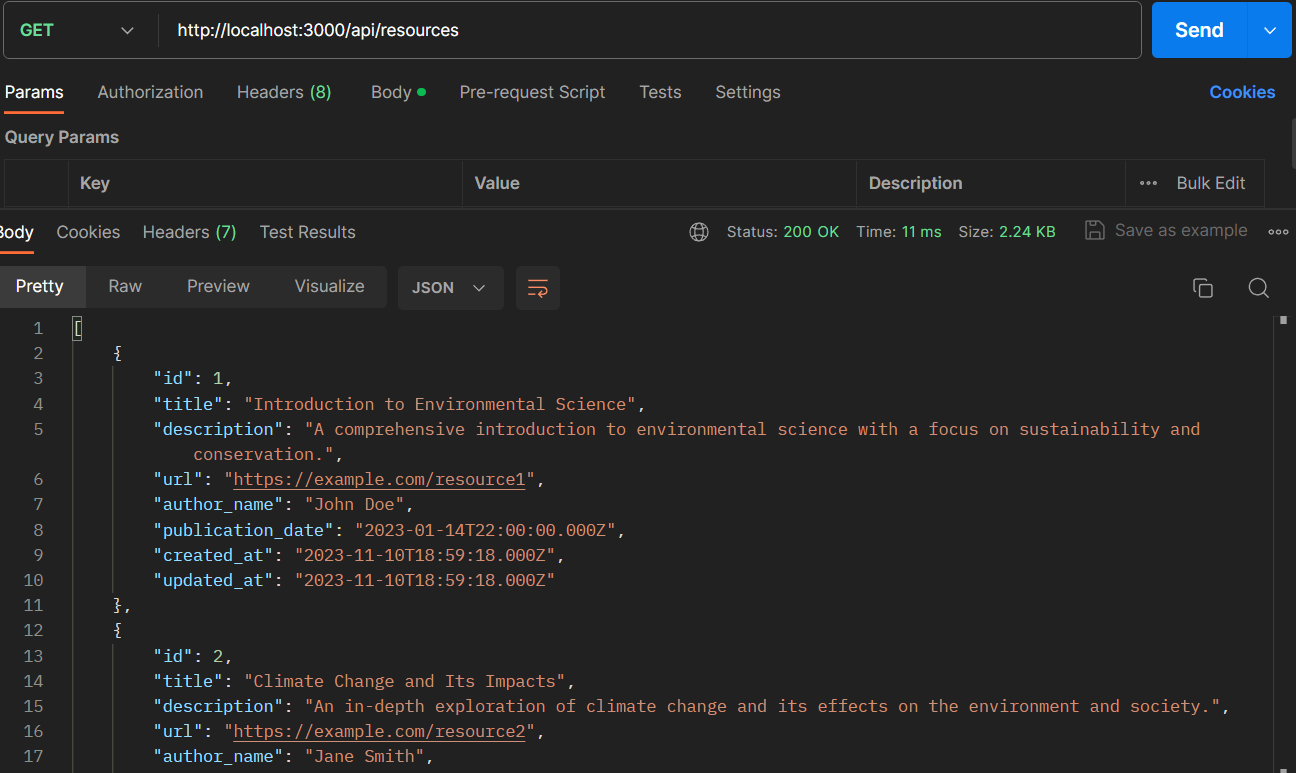 GET http://localhost:3000/api/resources Send
Params Authorization Headers (8) Body Pre-request Script Tests Settings Cookies
Query Params
Key Value Description ••• Bulk Edit
Body Cookies Headers (7) Test Results Status: 200 OK Time: 11 ms Size: 2.24 KB Save as example
Pretty Raw Preview Visualize JSON
1 [
2 {
3 "id": 1,
4 "title": "Introduction to Environmental Science",
5 "description": "A comprehensive introduction to environmental science with a focus on sustainability and
conservation.",
6 "url": "https://example.com/resource1",
7 "author_name": "John Doe",
8 "publication_date": "2023-01-14T22:00:00.000Z",
9 "created_at": "2023-11-10T18:59:18.000Z",
10 "updated_at": "2023-11-10T18:59:18.000Z"
11 },
12 {
13 "id": 2,
14 "title": "Climate Change and Its Impacts",
15 "description": "An in-depth exploration of climate change and its effects on the environment and society.",
16 "url": "https://example.com/resource2",
17 "author_name": "Jane Smith",